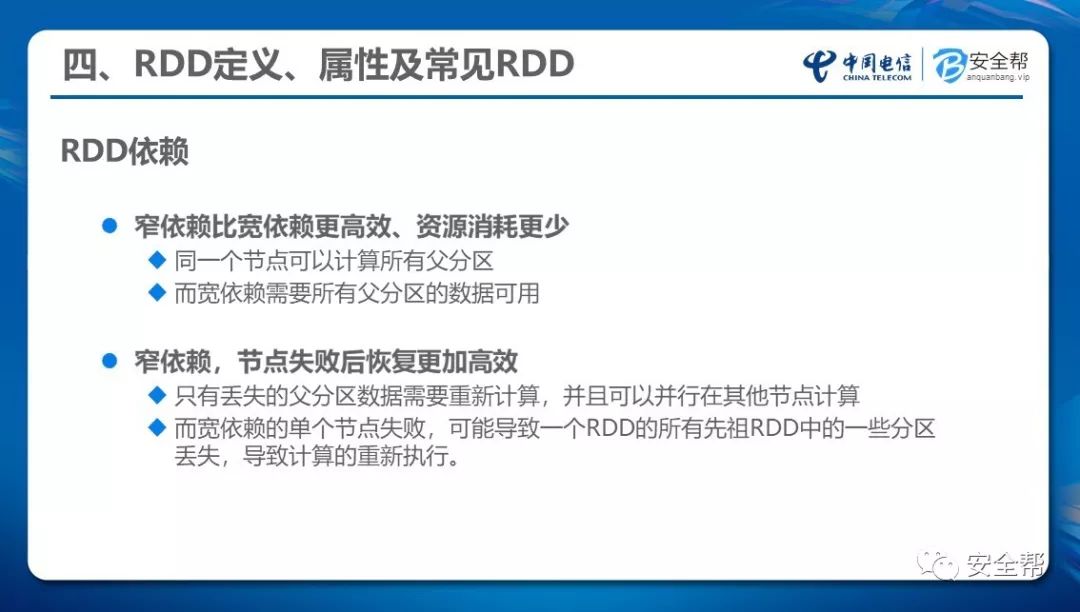 四、RDD定义、属性及常见RDD
中国电信
CHINA TELECOM
安全帮
anquanbang.vip
RDD依赖
窄依赖比宽依赖更高效、资源消耗更少
同一个节点可以计算所有父分区
而宽依赖需要所有父分区的数据可用
窄依赖，节点失败后恢复更加高效
只有丢失的父分区数据需要重新计算，并且可以并行在其他节点计算
而宽依赖的单个节点失败，可能导致一个RDD的所有先祖RDD中的一些分区
丢失，导致计算的重新执行。
安全帮